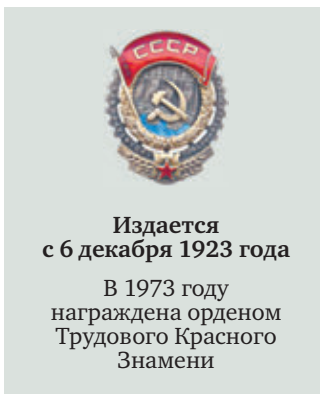 СССР
Издается
с 6 декабря 1923 года
В 1973 году
награждена орденом
Трудового Красного
Знамени